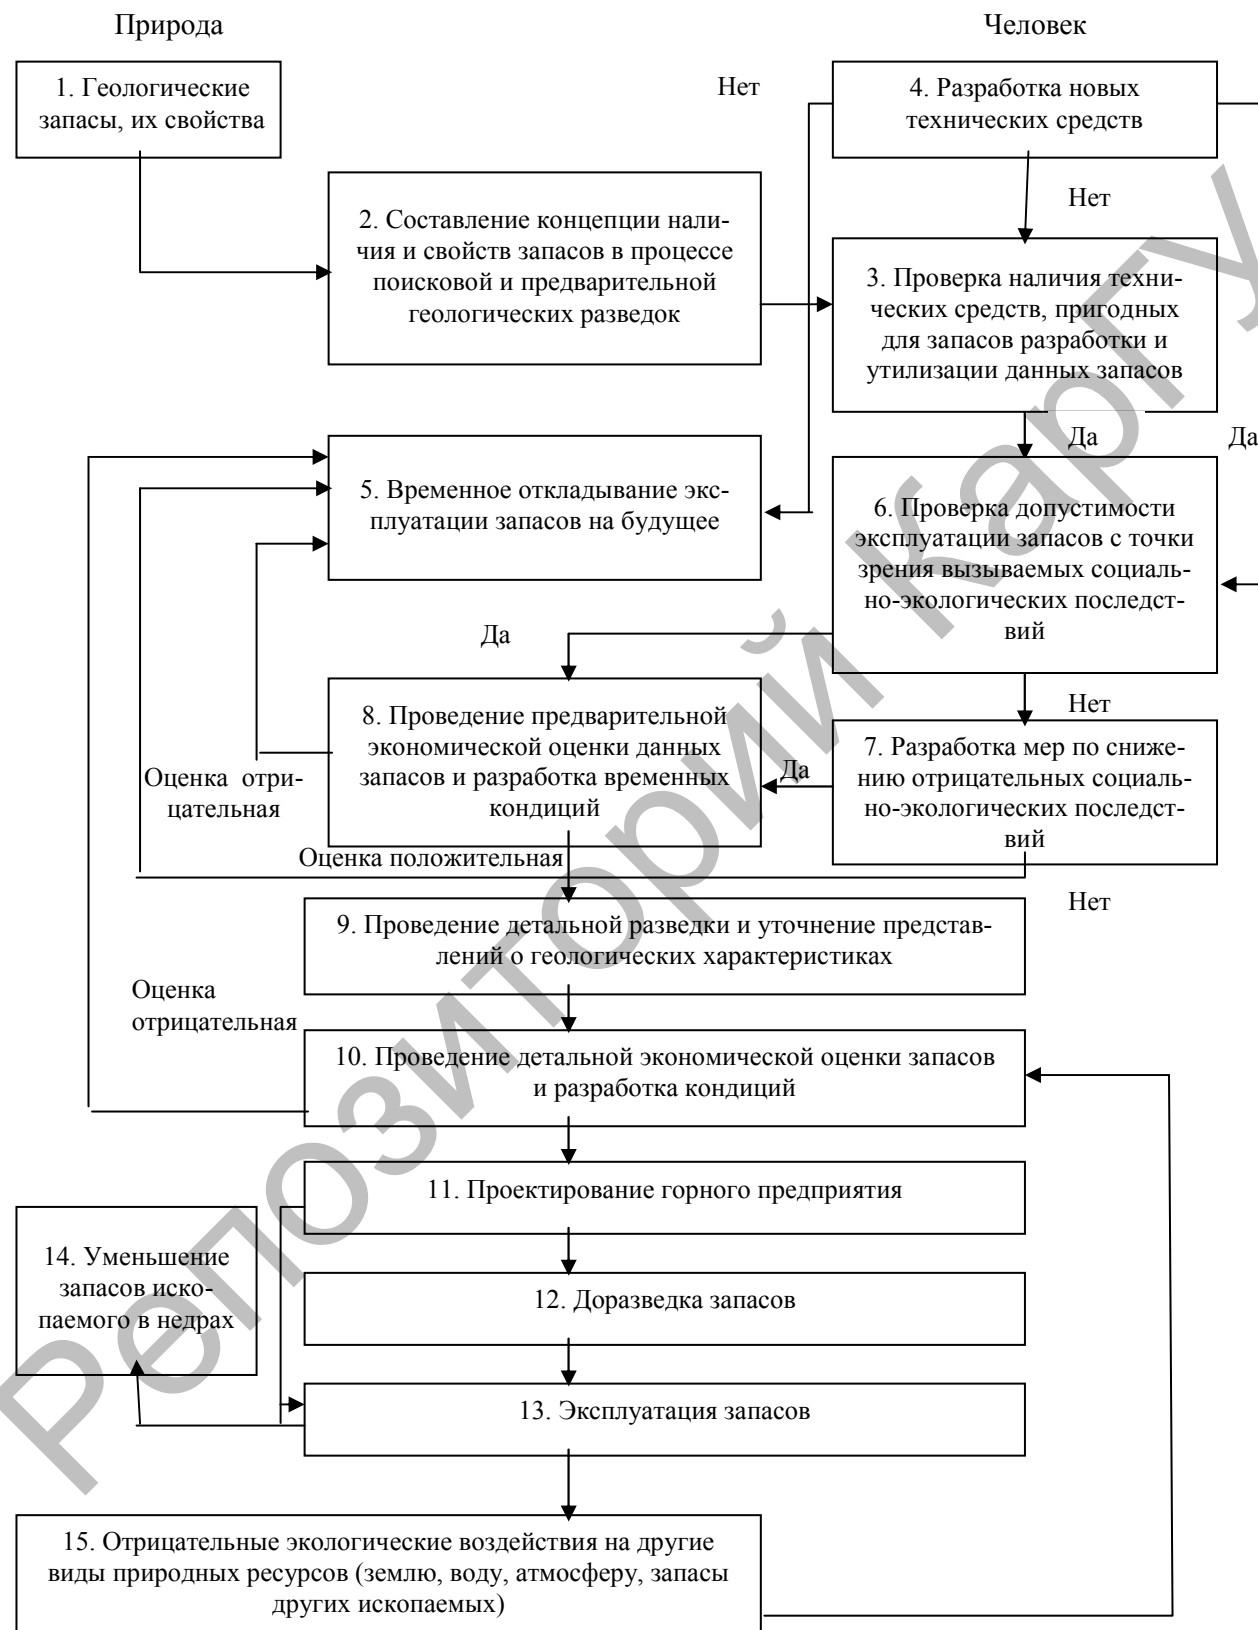 Природа
Человек
1. Геологические
запасы, их свойства
Нет
4. Разработка новых
технических средств
Нет
2. Составление концепции нали-
чия и свойств запасов в процессе
поисковой и предварительной
геологических разведок
3. Проверка наличия техни-
ческих средств, пригодных
для запасов разработки и
утилизации данных запасов
Да
Да
5. Временное откладывание экс-
плуатации запасов на будущее
6. Проверка допустимости
эксплуатации запасов с точки
зрения вызываемых социаль-
но-экологических последст-
вий
Да
Нет
8. Проведение предварительной
экономической оценки данных
запасов и разработка временных
кондиций
Да
7. Разработка мер по сниже-
нию отрицательных социаль-
но-экологических последст-
вий
Оценка отри-
цательная
Оценка положительная
Нет
9. Проведение детальной разведки и уточнение представ-
лений о геологических характеристиках
Оценка
отрицательная
10. Проведение детальной экономической оценки запасов
и разработка кондиций
11. Проектирование горного предприятия
14. Уменьшение
запасов иско-
паемого в недрах
12. Доразведка запасов
13. Эксплуатация запасов
15. Отрицательные экологические воздействия на другие
виды природных ресурсов (землю, воду, атмосферу, запасы
других ископаемых)
Репозиторий КарГУ